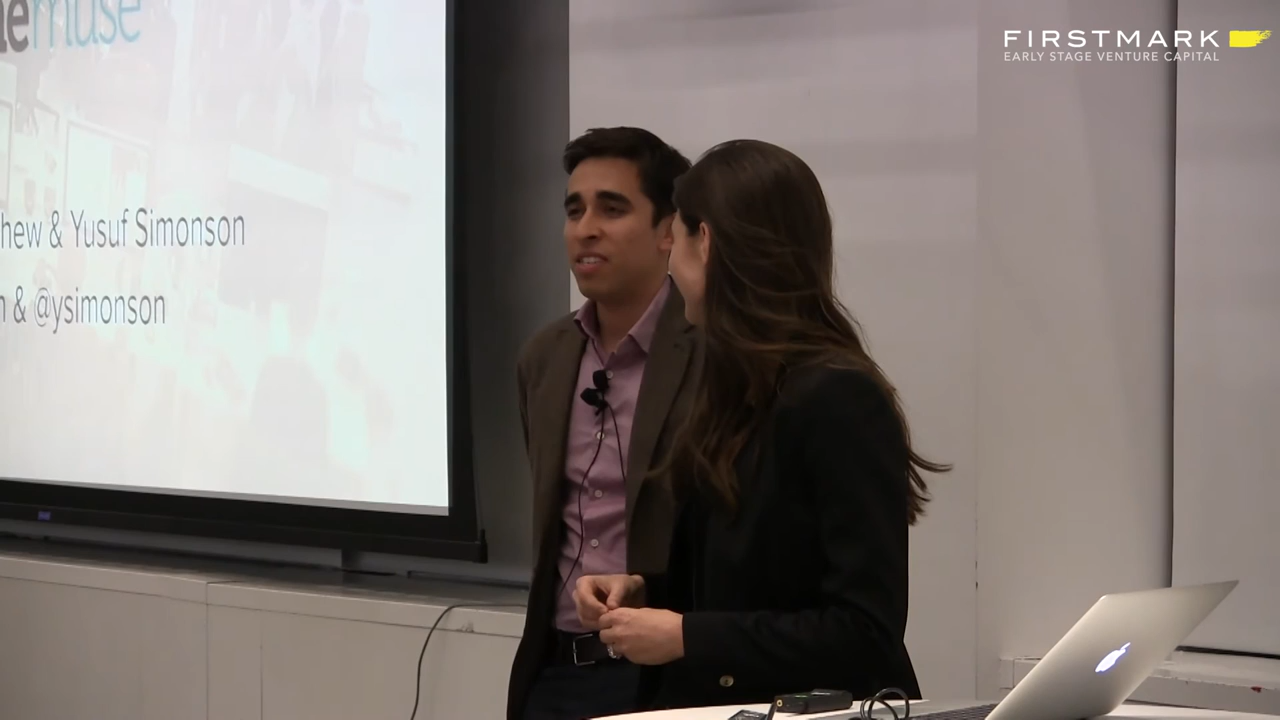 emuse
hew & Yusuf Simonson
n & @ysimonson
FIRSTMARK
EARLY STAGE VENTURE CAPITAL